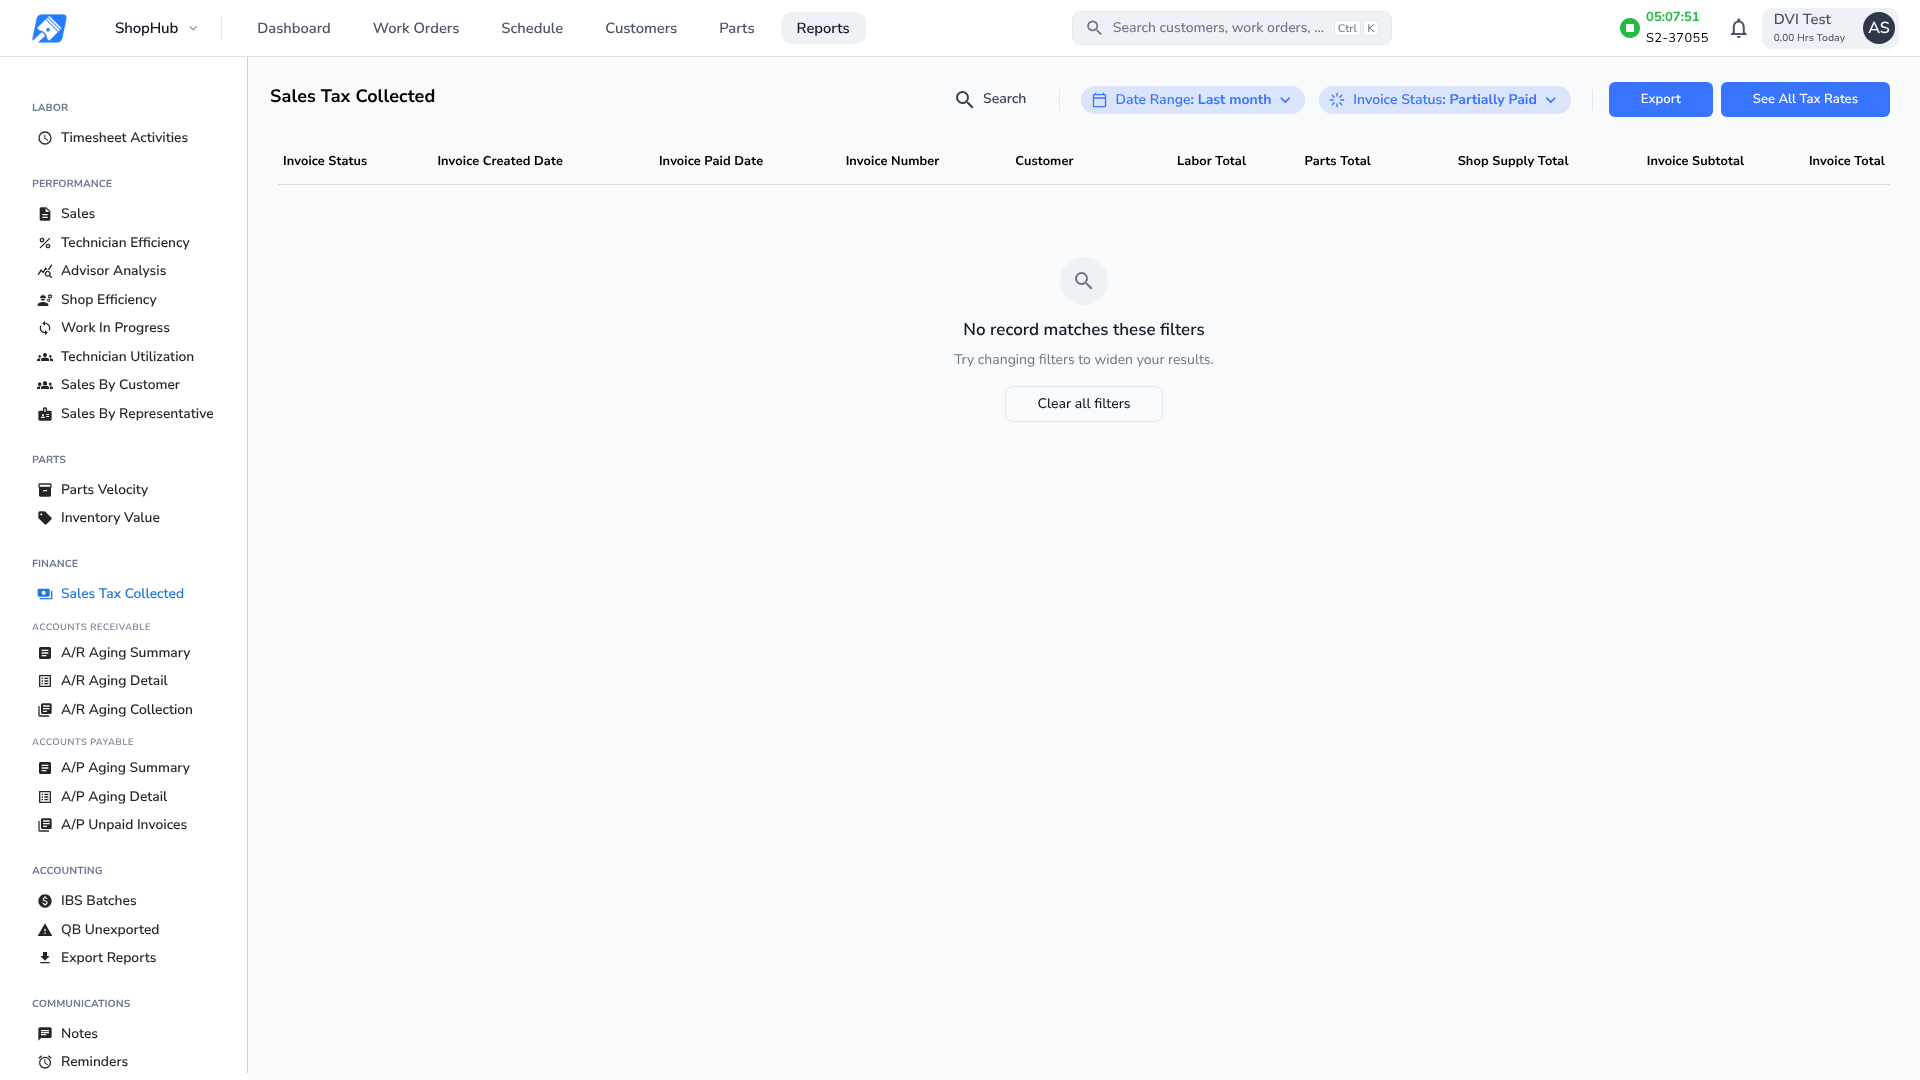 ShopHub
Dashboard
Work Orders
Schedule
Customers
Parts
Reports
Search customers, work orders, ...
Ctrl
K
05:07:51
S2-37055
DVI Test
0.00 Hrs Today
AS
LABOR
Timesheet Activities
PERFORMANCE
Sales
Technician Efficiency
Advisor Analysis
Shop Efficiency
Work In Progress
Technician Utilization
Sales By Customer
Sales By Representative
PARTS
Parts Velocity
Inventory Value
FINANCE
Sales Tax Collected
ACCOUNTS RECEIVABLE
A/R Aging Summary
A/R Aging Detail
A/R Aging Collection
ACCOUNTS PAYABLE
A/P Aging Summary
A/P Aging Detail
A/P Unpaid Invoices
ACCOUNTING
IBS Batches
QB Unexported
Export Reports
COMMUNICATIONS
Notes
Reminders
Sales Tax Collected
Search
Date Range: Last month
Invoice Status: Partially Paid
Export
See All Tax Rates
Invoice Status
Invoice Created Date
Invoice Paid Date
Invoice Number
Customer
Labor Total
Parts Total
Shop Supply Total
Invoice Subtotal
Invoice Total
No record matches these filters
Try changing filters to widen your results.
Clear all filters